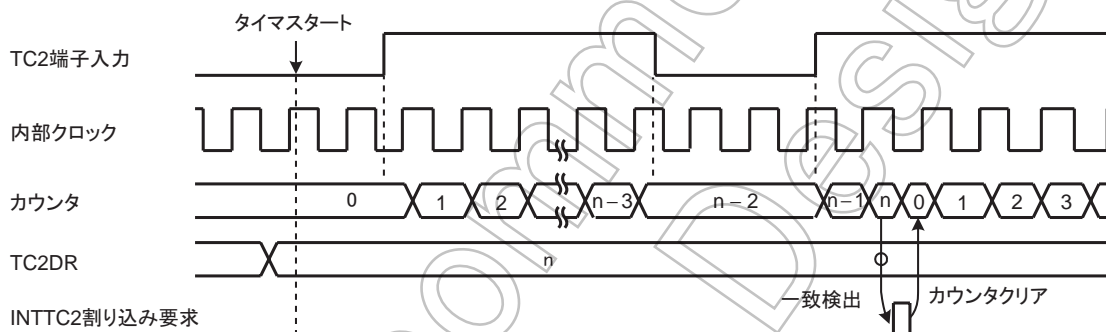 タイマスタート
TC2端子入力
内部クロック
カウンタ 0 1 2 n−3 n − 2 n−1 n 0 1 2 3
TC2DR n
一致検出 カウンタクリア
INTTC2割り込み要求